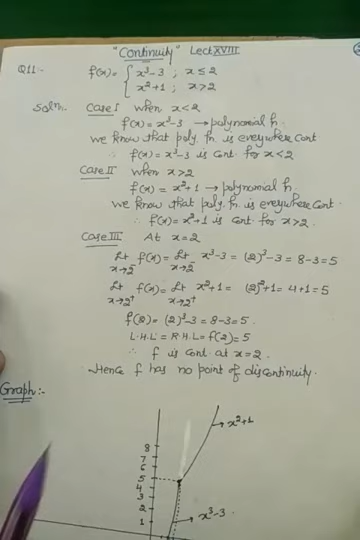 "Continuity" Lect XVIII
Q11:- f(x) = { x³-3 ; x ≤ 2
x²+1 ; x>2
Soln. Case I when x<2
f(x) = x³-3 → polynomial fn.
we know that poly. fn. is everywhere cont
∴ f(x) = x³-3 is cont. for x<2
Case II when x>2
f(x) = x²+1 → polynomial fn.
we know that poly. fn. is everywhere cont.
∴ f(x) = x²+1 is cont. for x>2.
Case III At x=2
Lt f(x) = Lt x³-3 = (2)³-3 = 8-3 = 5
x→2⁻ x→2⁻
Lt f(x) = Lt x²+1 = (2)²+1 = 4+1 = 5
x→2⁺ x→2⁺
f(2) = (2)³-3 = 8-3 = 5.
L.H.L = R.H.L = f(2) = 5
∴ f is cont. at x=2.
Hence f has no point of discontinuity.
Graph:-
x²+1
8
7
6
5
4
3
2
1
x³-3